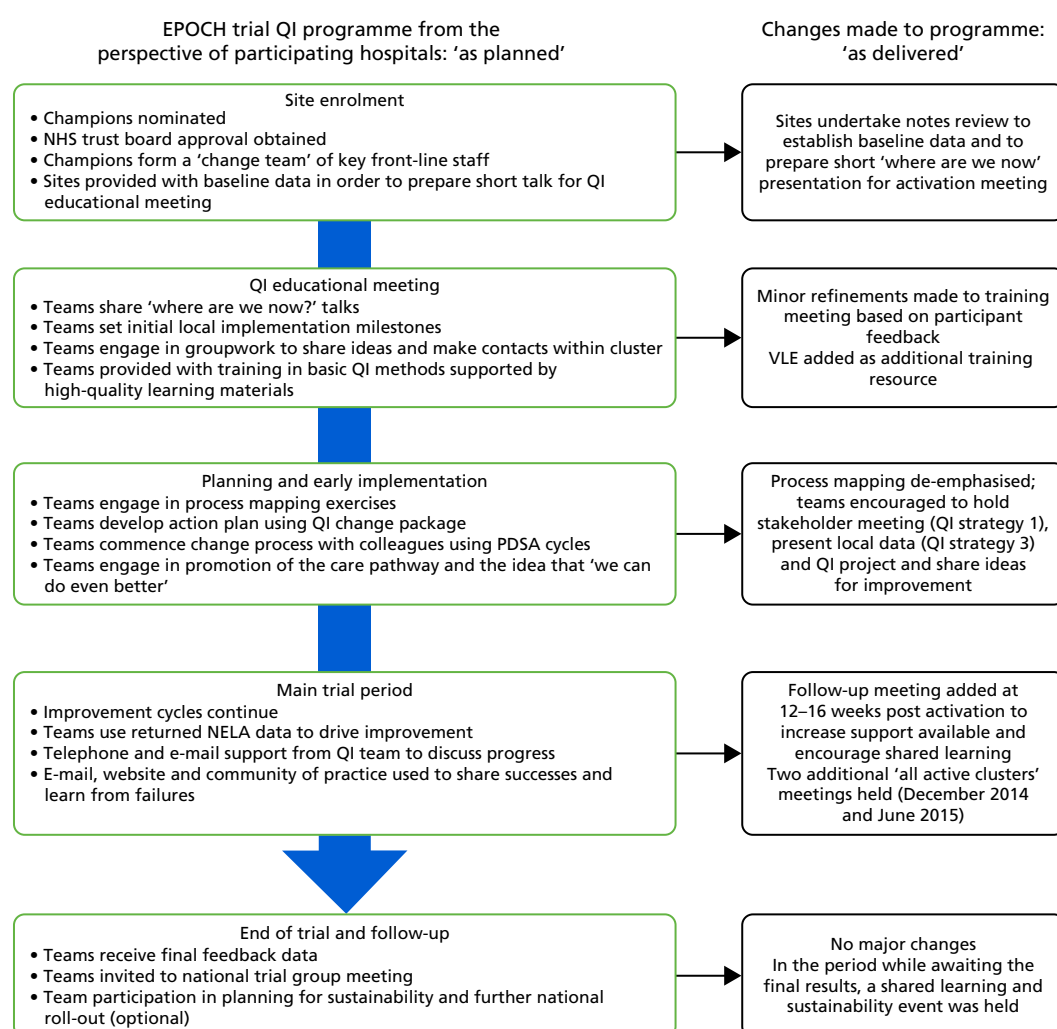 EPOCH trial QI programme from the
perspective of participating hospitals: ‘as planned’
Changes made to programme:
‘as delivered’
Site enrolment
• Champions nominated
• NHS trust board approval obtained
• Champions form a ‘change team’ of key front-line staff
• Sites provided with baseline data in order to prepare short talk for QI
educational meeting
Sites undertake notes review to
establish baseline data and to
prepare short ‘where are we now’
presentation for activation meeting
QI educational meeting
• Teams share ‘where are we now?’ talks
• Teams set initial local implementation milestones
• Teams engage in groupwork to share ideas and make contacts within cluster
• Teams provided with training in basic QI methods supported by
high-quality learning materials
Minor refinements made to training
meeting based on participant
feedback
VLE added as additional training
resource
Planning and early implementation
• Teams engage in process mapping exercises
• Teams develop action plan using QI change package
• Teams commence change process with colleagues using PDSA cycles
• Teams engage in promotion of the care pathway and the idea that ‘we can
do even better’
Process mapping de-emphasised;
teams encouraged to hold
stakeholder meeting (QI strategy 1),
present local data (QI strategy 3)
and QI project and share ideas
for improvement
Main trial period
• Improvement cycles continue
• Teams use returned NELA data to drive improvement
• Telephone and e-mail support from QI team to discuss progress
• E-mail, website and community of practice used to share successes and
learn from failures
Follow-up meeting added at
12–16 weeks post activation to
increase support available and
encourage shared learning
Two additional ‘all active clusters’
meetings held (December 2014
and June 2015)
End of trial and follow-up
• Teams receive final feedback data
• Teams invited to national trial group meeting
• Team participation in planning for sustainability and further national
roll-out (optional)
No major changes
In the period while awaiting the
final results, a shared learning and
sustainability event was held